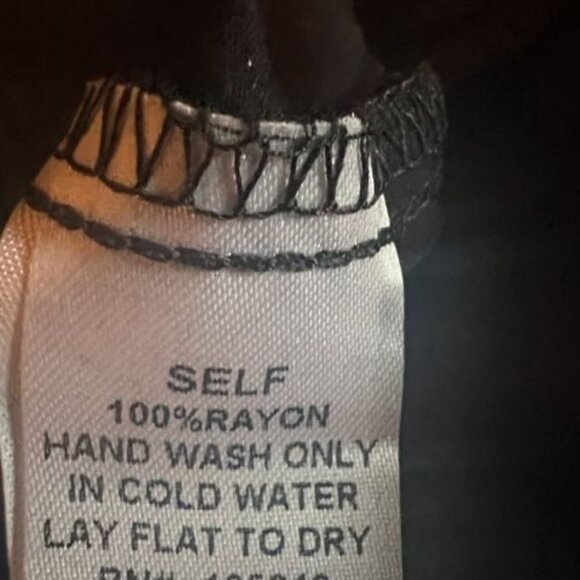 SELF
100%RAYON
HAND WASH ONLY
IN COLD WATER
LAY FLAT TO DRY